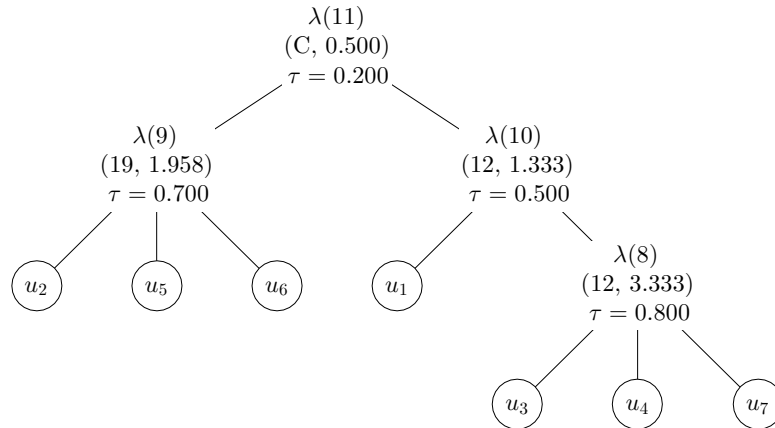 λ(11)
(C, 0.500)
τ = 0.200
λ(9)
(19, 1.958)
τ = 0.700
λ(10)
(12, 1.333)
τ = 0.500
u₂
u₅
u₆
u₁
λ(8)
(12, 3.333)
τ = 0.800
u₃
u₄
u₇